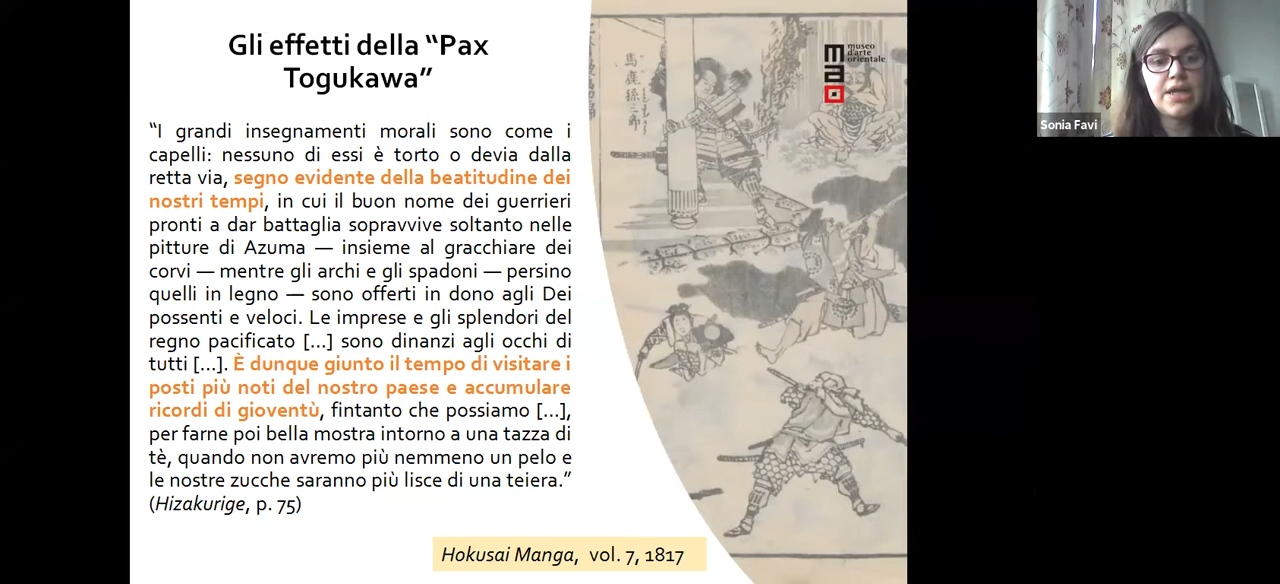 Gli effetti della “Pax
Togukawa”
“I grandi insegnamenti morali sono come i
capelli: nessuno di essi è torto o devia dalla
retta via, segno evidente della beatitudine dei
nostri tempi, in cui il buon nome dei guerrieri
pronti a dar battaglia sopravvive soltanto nelle
pitture di Azuma — insieme al gracchiare dei
corvi — mentre gli archi e gli spadoni — persino
quelli in legno — sono offerti in dono agli Dei
possenti e veloci. Le imprese e gli splendori del
regno pacificato [...] sono dinanzi agli occhi di
tutti [...]. È dunque giunto il tempo di visitare i
posti più noti del nostro paese e accumulare
ricordi di gioventù, fintanto che possiamo [...],
per farne poi bella mostra intorno a una tazza di
tè, quando non avremo più nemmeno un pelo e
le nostre zucche saranno più lisce di una teiera.”
(Hizakurige, p. 75)
Hokusai Manga, vol. 7, 1817
mao
museo
d'arte
orientale
Sonia Favi